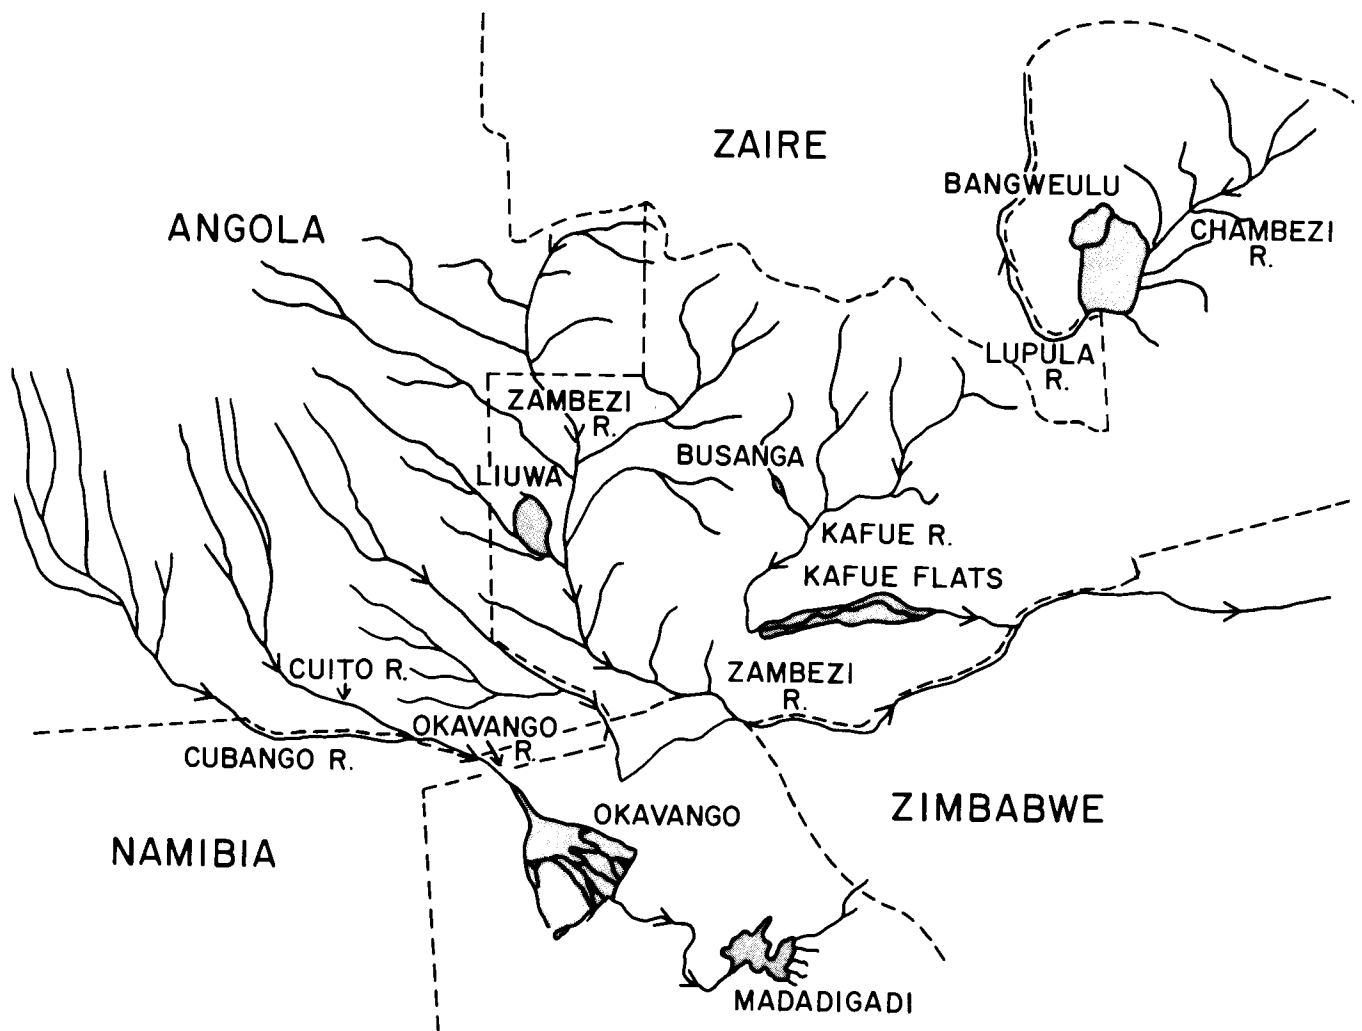 ZAIRE
BANGWEULU
ANGOLA
CHAMBEZI
R.
LUPULA
R.
ZAMBEZI
R.
BUSANGA
LIUWA
KAFUE R.
KAFUE FLATS
CUITO R.
ZAMBEZI
R.
OKAVANGO
R.
CUBANGO R.
OKAVANGO
ZIMBABWE
NAMIBIA
MADADIGADI